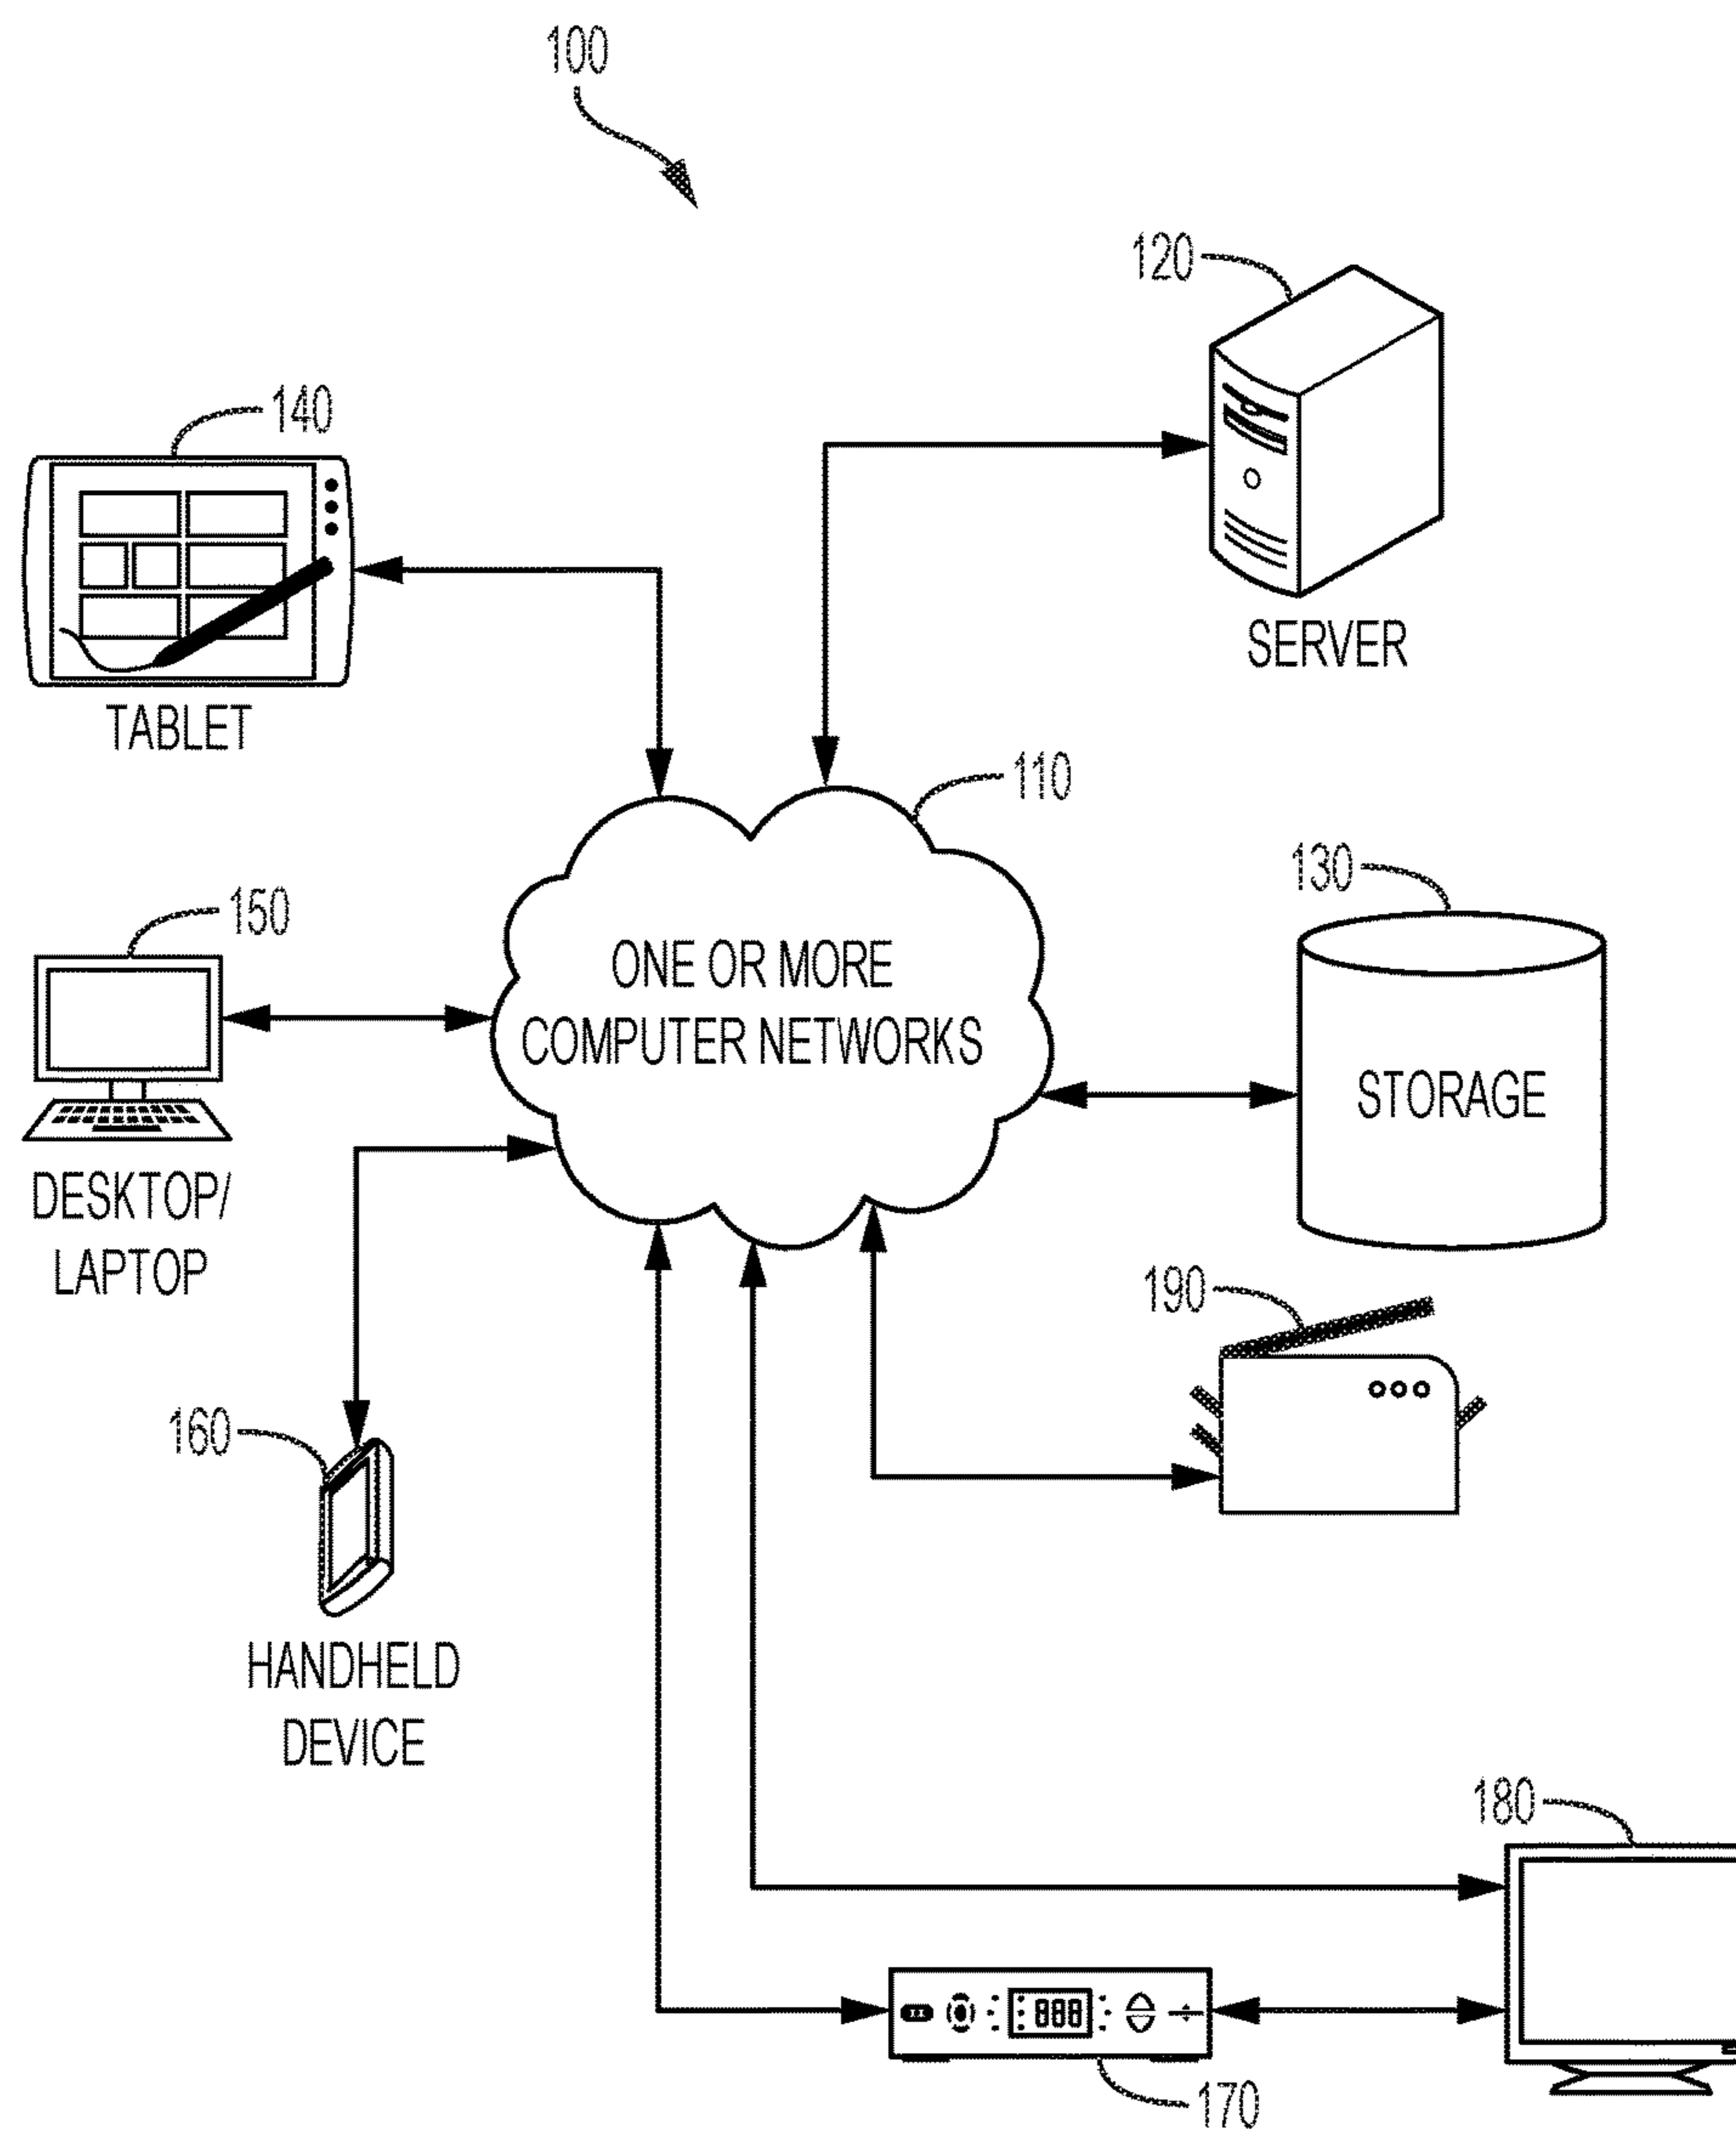 100
120
140
SERVER
TABLET
110
130
150
ONE OR MORE
COMPUTER NETWORKS
STORAGE
DESKTOP/
LAPTOP
190
160
HANDHELD
DEVICE
180
888
170